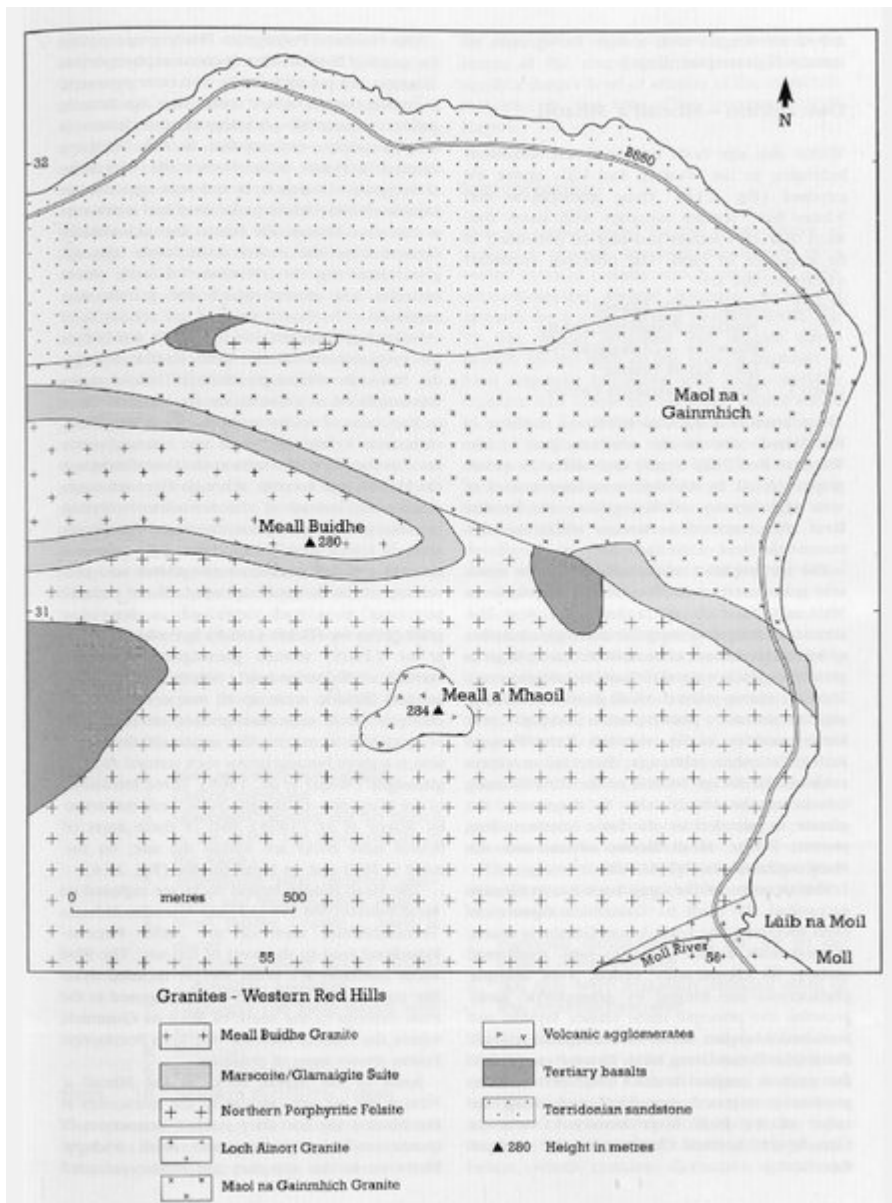 N
32
B880
Maol na
Gainmhich
Meall Buidhe
280
31
Meall a' Mhaoil
284
0 metres 500
Lùib na Moil
Moll River
Moll
55
56
Granites - Western Red Hills
Meall Buidhe Granite
Marscoite/Glamaigite Suite
Northern Porphyritic Felsite
Loch Ainort Granite
Maol na Gainmhich Granite
Volcanic agglomerates
Tertiary basalts
Torridonian sandstone
280 Height in metres